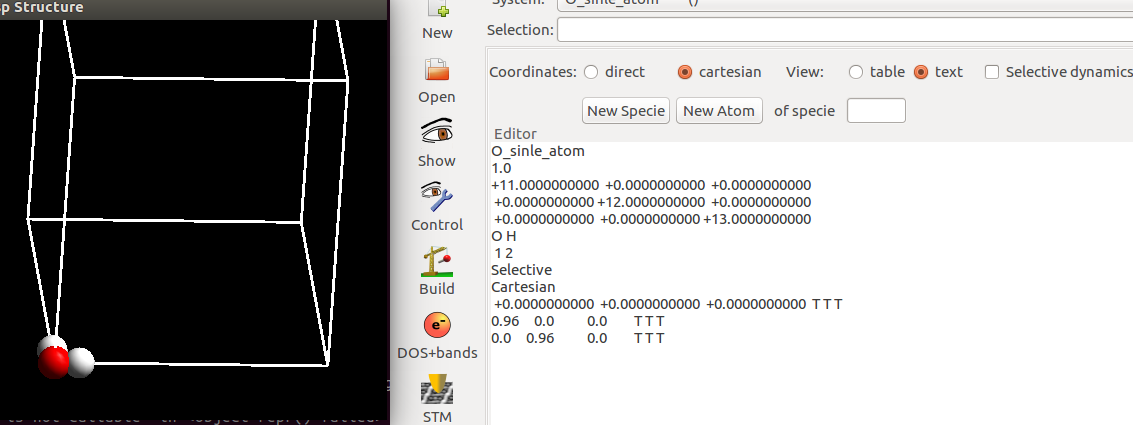 p Structure
New
Open
Show
Control
Build
e-
DOS+bands
STM
System: O_sinle_atom ()
Selection:
Coordinates: direct cartesian View: table text Selective dynamics
New Specie New Atom of specie
Editor
O_sinle_atom
1.0
+11.0000000000 +0.0000000000 +0.0000000000
+0.0000000000 +12.0000000000 +0.0000000000
+0.0000000000 +0.0000000000 +13.0000000000
O H
1 2
Selective
Cartesian
+0.0000000000 +0.0000000000 +0.0000000000 T T T
0.96 0.0 0.0 T T T
0.0 0.96 0.0 T T T